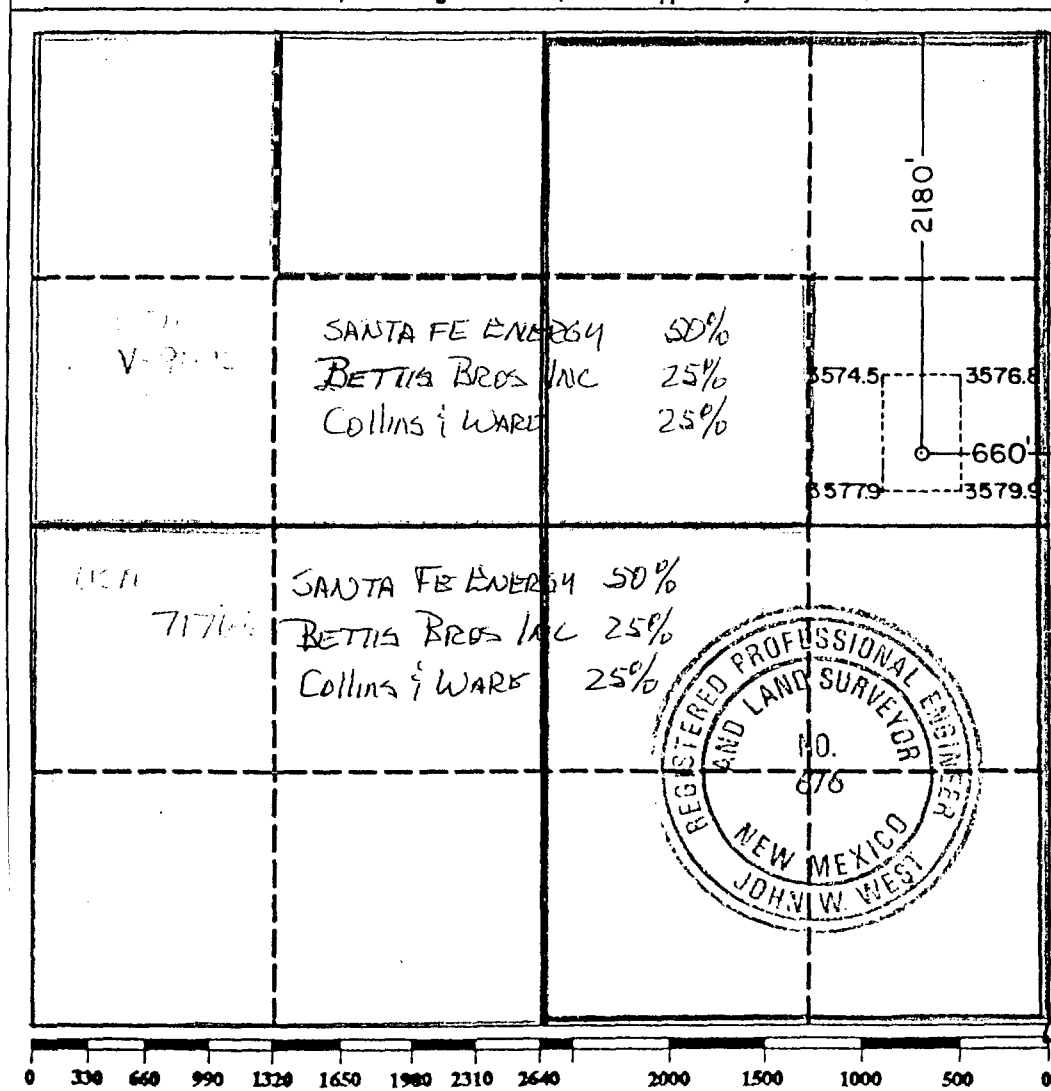 2180'
SANTA FE ENERGY 50%
BETTIS BROS INC 25%
Collins & WARE 25%
3574.5 3576.8
660'
3577.9 3579.9
USA
SANTA FE ENERGY 50%
BETTIS BROS INC 25%
Collins & WARE 25%
REGISTERED PROFESSIONAL ENGINEER
AND LAND SURVEYOR
NO.
676
NEW MEXICO
JOHN W. WEST
0 330 660 990 1320 1650 1980 2310 2640 2000 1500 1000 500 0